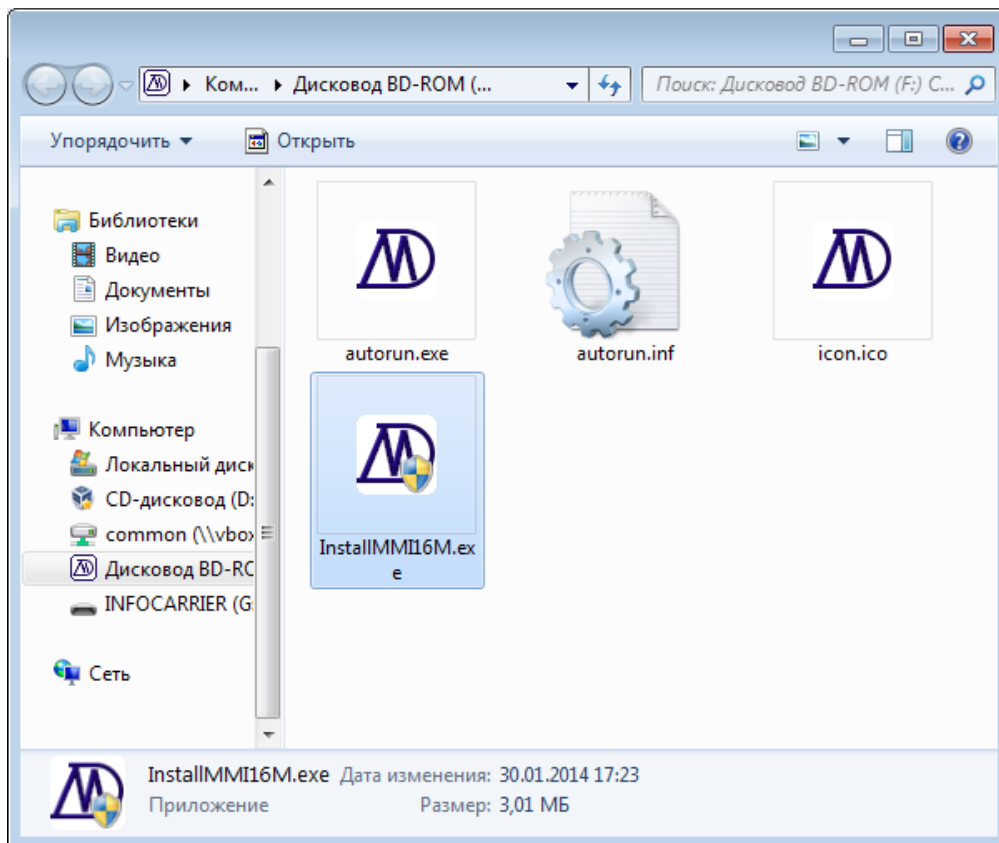 Ком... Дисковод BD-ROM (... Поиск: Дисковод BD-ROM (F:) C...
Упорядочить Открыть
Библиотеки
Видео
Документы
Изображения
Музыка
Компьютер
Локальный диск
CD-дисковод (D:
common (\\vbox
Дисковод BD-RC
INFOCARRIER (G:
Сеть
autorun.exe autorun.inf icon.ico
InstallMMI16M.ex
e
InstallMMI16M.exe Дата изменения: 30.01.2014 17:23
Приложение Размер: 3,01 МБ